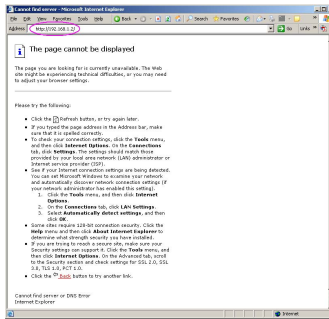 Cannot find server - Microsoft Internet Explorer
File Edit View Favorites Tools Help Back Search Favorites
Address http://192.168.1.2/ Go Links
The page cannot be displayed
The page you are looking for is currently unavailable. The Web
site might be experiencing technical difficulties, or you may need
to adjust your browser settings.
Please try the following:
Click the Refresh button, or try again later.
If you typed the page address in the Address bar, make
sure that it is spelled correctly.
To check your connection settings, click the Tools menu,
and then click Internet Options. On the Connections
tab, click Settings. The settings should match those
provided by your local area network (LAN) administrator or
Internet service provider (ISP).
See if your Internet connection settings are being detected.
You can set Microsoft Windows to examine your network
and automatically discover network connection settings (if
your network administrator has enabled this setting).
1. Click the Tools menu, and then click Internet
Options.
2. On the Connections tab, click LAN Settings.
3. Select Automatically detect settings, and then
click OK.
Some sites require 128-bit connection security. Click the
Help menu and then click About Internet Explorer to
determine what strength security you have installed.
If you are trying to reach a secure site, make sure your
Security settings can support it. Click the Tools menu, and
then click Internet Options. On the Advanced tab, scroll
to the Security section and check settings for SSL 2.0, SSL
3.0, TLS 1.0, PCT 1.0.
Click the Back button to try another link.
Cannot find server or DNS Error
Internet Explorer
Internet